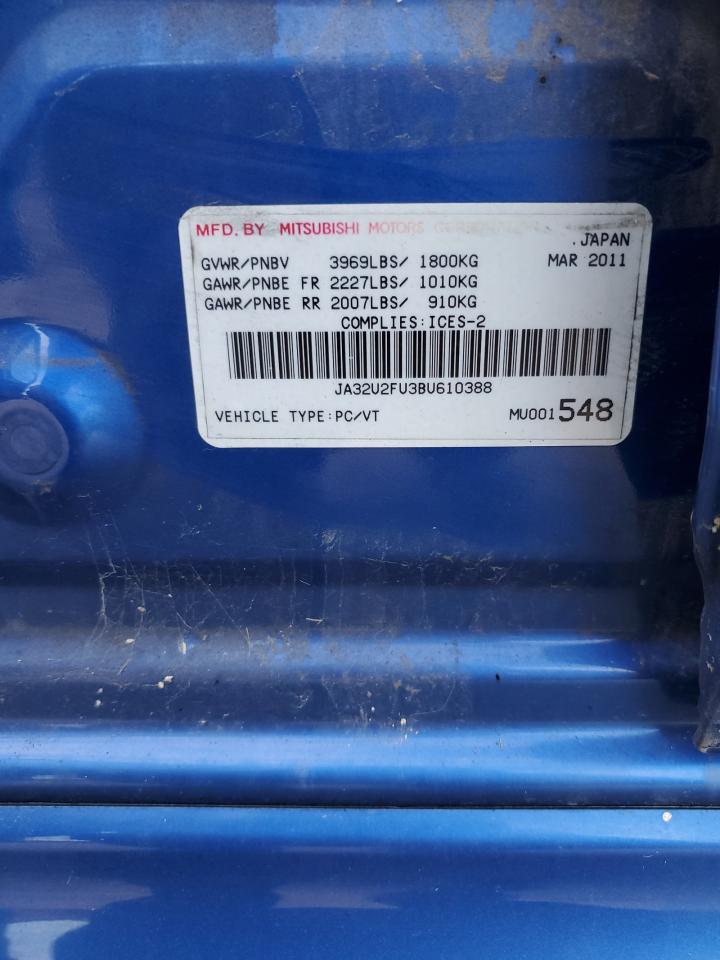 MFD. BY MITSUBISHI MOTORS CORPORATION
JAPAN
GVWR/PNBV 3969LBS/ 1800KG MAR 2011
GAWR/PNBE FR 2227LBS/ 1010KG
GAWR/PNBE RR 2007LBS/ 910KG
COMPLIES:ICES-2
JA32U2FU3BU610388
VEHICLE TYPE:PC/VT MU001548